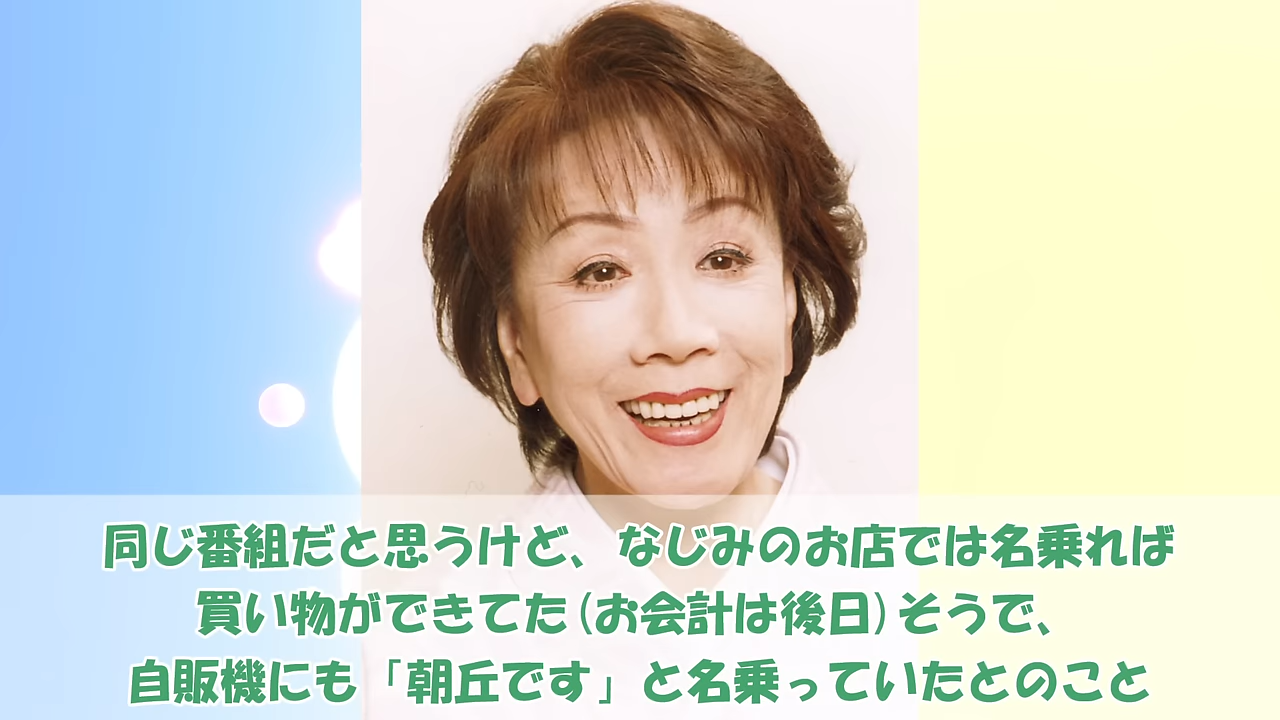 同じ番組だと思うけど、なじみのお店では名乗れば
買い物ができてた(お会計は後日)そうで、
自販機にも「朝丘です」と名乗っていたとのこと